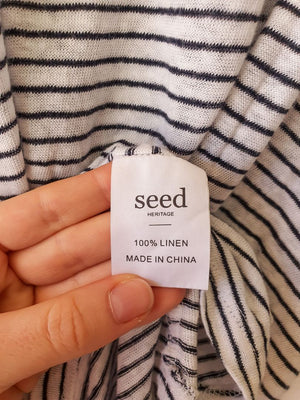 seed
HERITAGE
100% LINEN
MADE IN CHINA